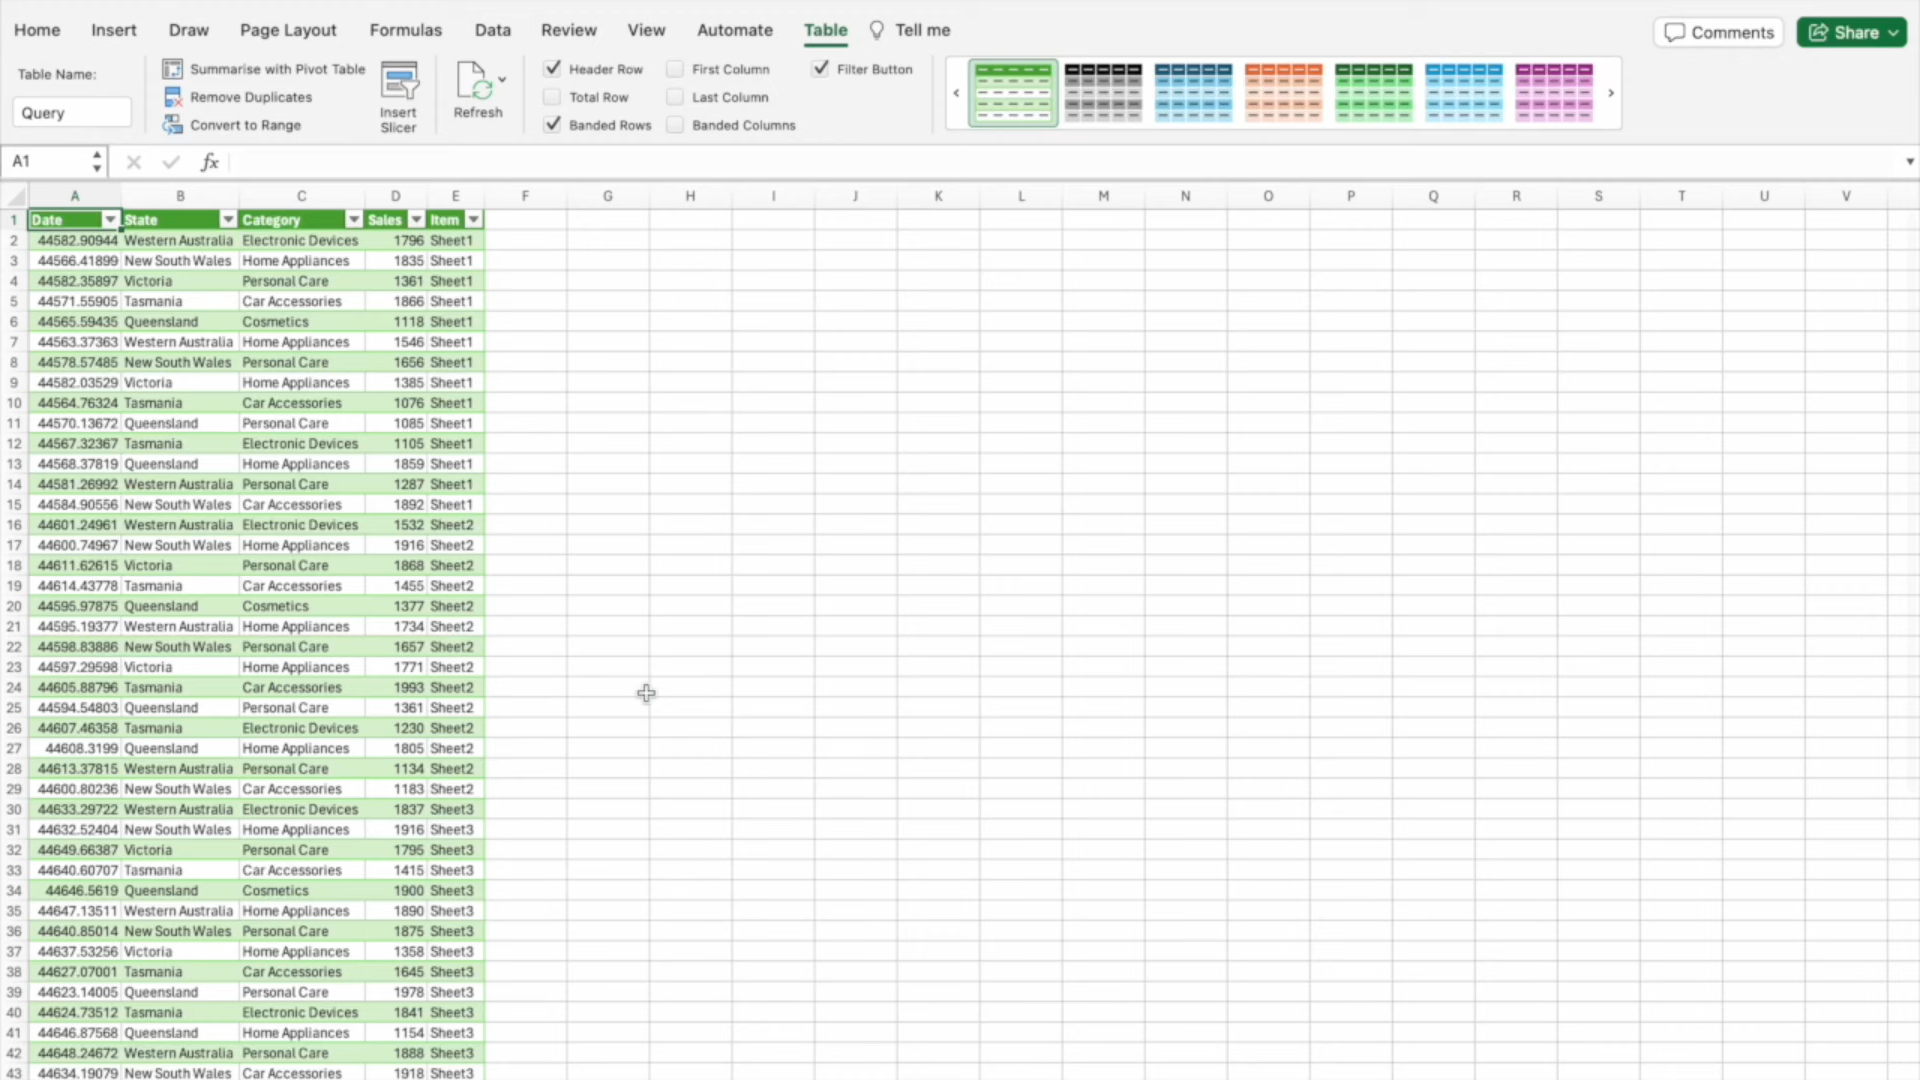 Home Insert Draw Page Layout Formulas Data Review View Automate Table Tell me Comments Share
Table Name:
Query
Summarise with Pivot Table
Remove Duplicates
Convert to Range
Insert
Slicer
Refresh
Header Row First Column Filter Button
Total Row Last Column
Banded Rows Banded Columns
A1 fx
A B C D E F G H I J K L M N O P Q R S T U V
1 Date State Category Sales Item
2 44582.90944 Western Australia Electronic Devices 1796 Sheet1
3 44566.41899 New South Wales Home Appliances 1835 Sheet1
4 44582.35897 Victoria Personal Care 1361 Sheet1
5 44571.55905 Tasmania Car Accessories 1866 Sheet1
6 44565.59435 Queensland Cosmetics 1118 Sheet1
7 44563.37363 Western Australia Home Appliances 1546 Sheet1
8 44578.57485 New South Wales Personal Care 1656 Sheet1
9 44582.03529 Victoria Home Appliances 1385 Sheet1
10 44564.76324 Tasmania Car Accessories 1076 Sheet1
11 44570.13672 Queensland Personal Care 1085 Sheet1
12 44567.32367 Tasmania Electronic Devices 1105 Sheet1
13 44568.37819 Queensland Home Appliances 1859 Sheet1
14 44581.26992 Western Australia Personal Care 1287 Sheet1
15 44584.90556 New South Wales Car Accessories 1892 Sheet1
16 44601.24961 Western Australia Electronic Devices 1532 Sheet2
17 44600.74967 New South Wales Home Appliances 1916 Sheet2
18 44611.62615 Victoria Personal Care 1868 Sheet2
19 44614.43778 Tasmania Car Accessories 1455 Sheet2
20 44595.97875 Queensland Cosmetics 1377 Sheet2
21 44595.19377 Western Australia Home Appliances 1734 Sheet2
22 44598.83886 New South Wales Personal Care 1657 Sheet2
23 44597.29598 Victoria Home Appliances 1771 Sheet2
24 44605.88796 Tasmania Car Accessories 1993 Sheet2
25 44594.54803 Queensland Personal Care 1361 Sheet2
26 44607.46358 Tasmania Electronic Devices 1230 Sheet2
27 44608.3199 Queensland Home Appliances 1805 Sheet2
28 44613.37815 Western Australia Personal Care 1134 Sheet2
29 44600.80236 New South Wales Car Accessories 1183 Sheet2
30 44633.29722 Western Australia Electronic Devices 1837 Sheet3
31 44632.52404 New South Wales Home Appliances 1916 Sheet3
32 44649.66387 Victoria Personal Care 1795 Sheet3
33 44640.60707 Tasmania Car Accessories 1415 Sheet3
34 44646.5619 Queensland Cosmetics 1900 Sheet3
35 44647.13511 Western Australia Home Appliances 1890 Sheet3
36 44640.85014 New South Wales Personal Care 1875 Sheet3
37 44637.53256 Victoria Home Appliances 1358 Sheet3
38 44627.07001 Tasmania Car Accessories 1645 Sheet3
39 44623.14005 Queensland Personal Care 1978 Sheet3
40 44624.73512 Tasmania Electronic Devices 1841 Sheet3
41 44646.87568 Queensland Home Appliances 1154 Sheet3
42 44648.24672 Western Australia Personal Care 1888 Sheet3
43 44634.19079 New South Wales Car Accessories 1918 Sheet3